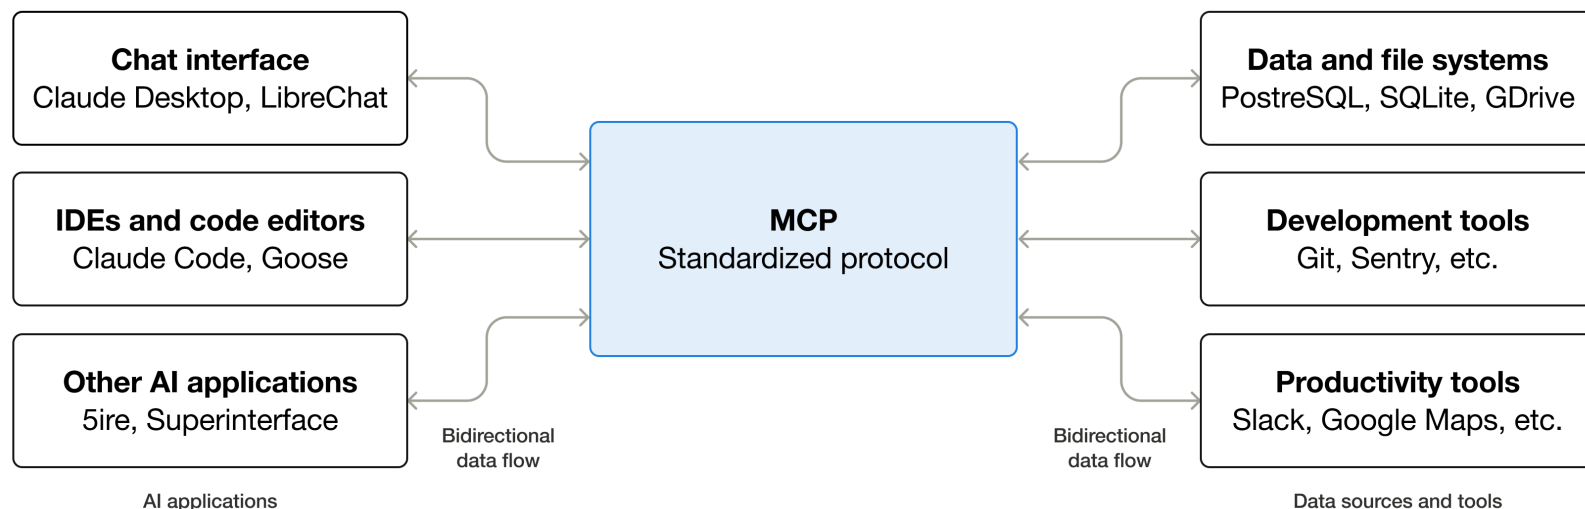 Chat interface
Claude Desktop, LibreChat
IDEs and code editors
Claude Code, Goose
Other AI applications
5ire, Superinterface
AI applications
Bidirectional
data flow
MCP
Standardized protocol
Bidirectional
data flow
Data and file systems
PostreSQL, SQLite, GDrive
Development tools
Git, Sentry, etc.
Productivity tools
Slack, Google Maps, etc.
Data sources and tools